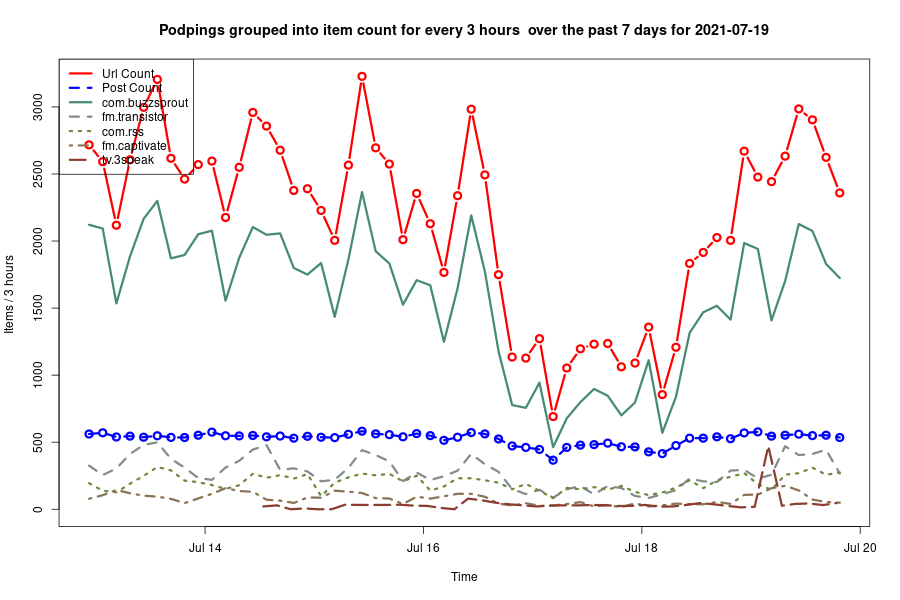 Podpings grouped into item count for every 3 hours  over the past 7 days for 2021-07-19
Url Count
Post Count
com.buzzsprout
fm.transistor
com.rss
fm.captivate
tv.3speak
Items / 3 hours
3000
2500
2000
1500
1000
500
0
Jul 14
Jul 16
Jul 18
Jul 20
Time